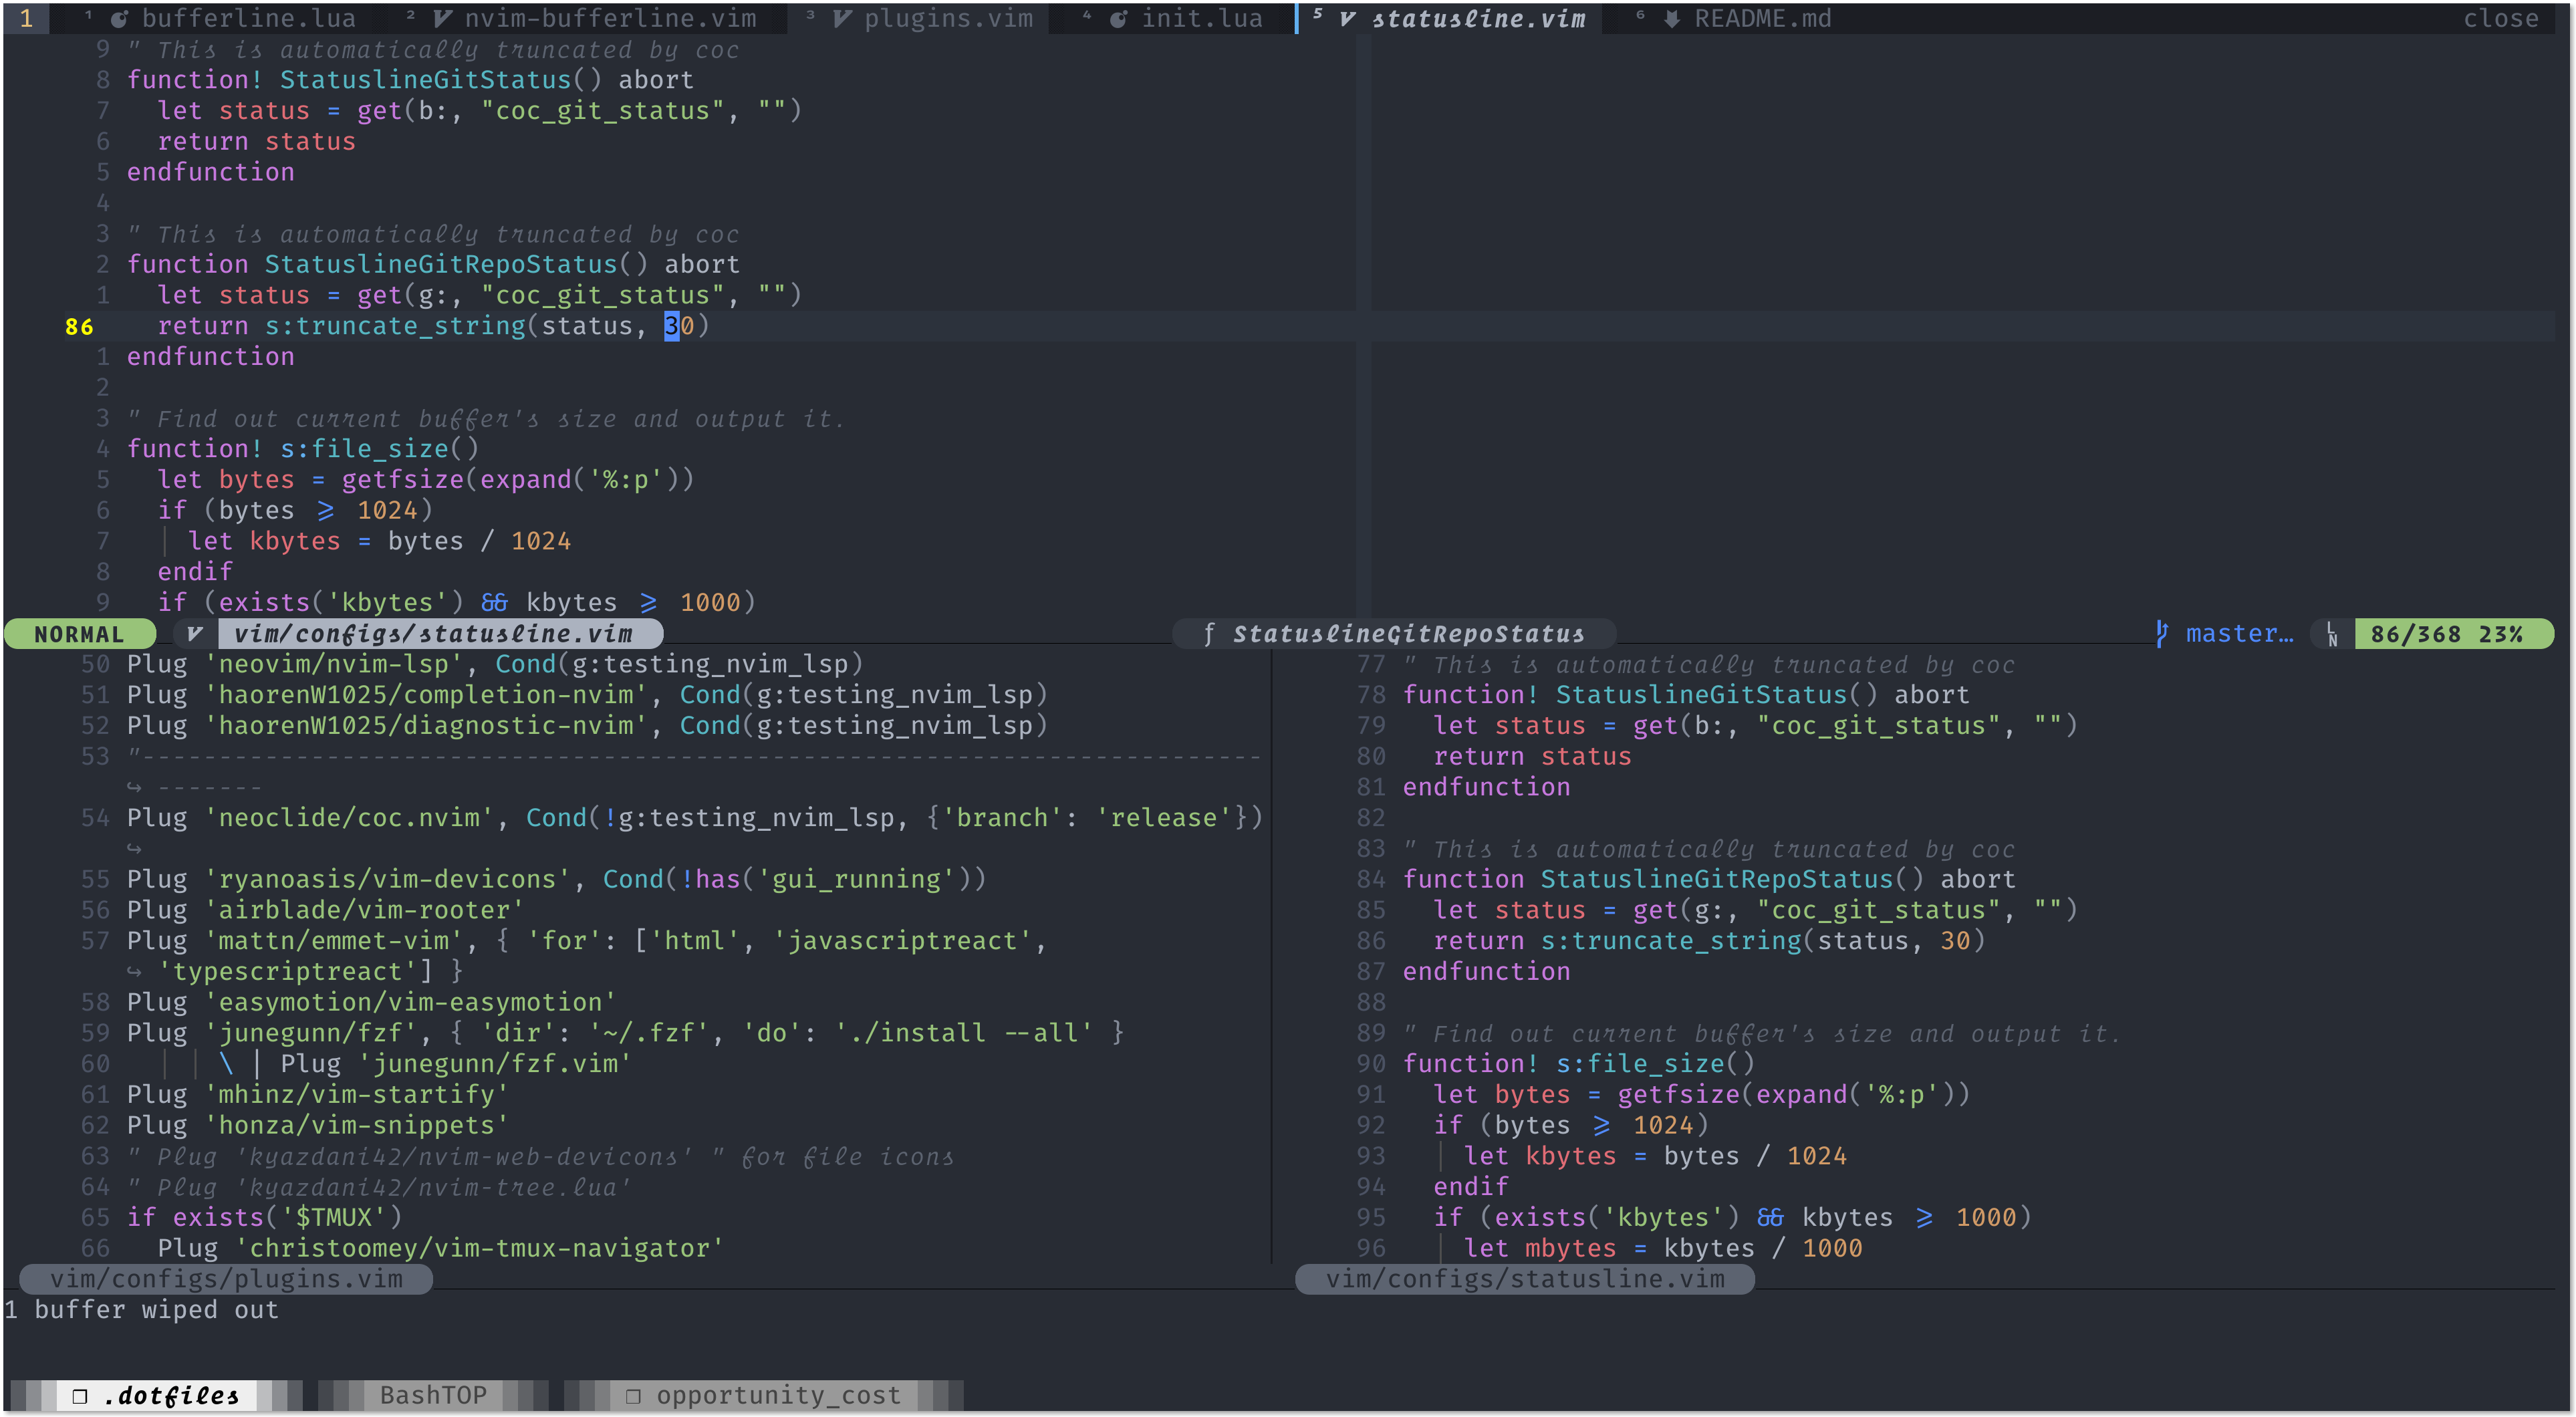 1 ¹ bufferline.lua ² nvim-bufferline.vim ³ plugins.vim ⁴ init.lua ⁵ statusline.vim ⁶ README.md close
9 " This is automatically truncated by coc
8 function! StatuslineGitStatus() abort
7   let status = get(b:, "coc_git_status", "")
6   return status
5 endfunction
4
3 " This is automatically truncated by coc
2 function StatuslineGitRepoStatus() abort
1   let status = get(g:, "coc_git_status", "")
86   return s:truncate_string(status, 30)
1 endfunction
2
3 " Find out current buffer's size and output it.
4 function! s:file_size()
5   let bytes = getfsize(expand('%:p'))
6   if (bytes >= 1024)
7   | let kbytes = bytes / 1024
8   endif
9   if (exists('kbytes') && kbytes >= 1000)
NORMAL vim/configs/statusline.vim ƒ StatuslineGitRepoStatus master… LN 86/368 23%
50 Plug 'neovim/nvim-lsp', Cond(g:testing_nvim_lsp)
51 Plug 'haorenW1025/completion-nvim', Cond(g:testing_nvim_lsp)
52 Plug 'haorenW1025/diagnostic-nvim', Cond(g:testing_nvim_lsp)
53 "-------------------------------------------------------------------------
↪ -------
54 Plug 'neoclide/coc.nvim', Cond(!g:testing_nvim_lsp, {'branch': 'release'})
↪
55 Plug 'ryanoasis/vim-devicons', Cond(!has('gui_running'))
56 Plug 'airblade/vim-rooter'
57 Plug 'mattn/emmet-vim', { 'for': ['html', 'javascriptreact',
↪ 'typescriptreact'] }
58 Plug 'easymotion/vim-easymotion'
59 Plug 'junegunn/fzf', { 'dir': '~/.fzf', 'do': './install --all' }
60   | | \ | Plug 'junegunn/fzf.vim'
61 Plug 'mhinz/vim-startify'
62 Plug 'honza/vim-snippets'
63 " Plug 'kyazdani42/nvim-web-devicons' " for file icons
64 " Plug 'kyazdani42/nvim-tree.lua'
65 if exists('$TMUX')
66   Plug 'christoomey/vim-tmux-navigator'
vim/configs/plugins.vim
77 " This is automatically truncated by coc
78 function! StatuslineGitStatus() abort
79   let status = get(b:, "coc_git_status", "")
80   return status
81 endfunction
82
83 " This is automatically truncated by coc
84 function StatuslineGitRepoStatus() abort
85   let status = get(g:, "coc_git_status", "")
86   return s:truncate_string(status, 30)
87 endfunction
88
89 " Find out current buffer's size and output it.
90 function! s:file_size()
91   let bytes = getfsize(expand('%:p'))
92   if (bytes >= 1024)
93   | let kbytes = bytes / 1024
94   endif
95   if (exists('kbytes') && kbytes >= 1000)
96   | let mbytes = kbytes / 1000
vim/configs/statusline.vim
1 buffer wiped out
❐ .dotfiles BashTOP ❐ opportunity_cost